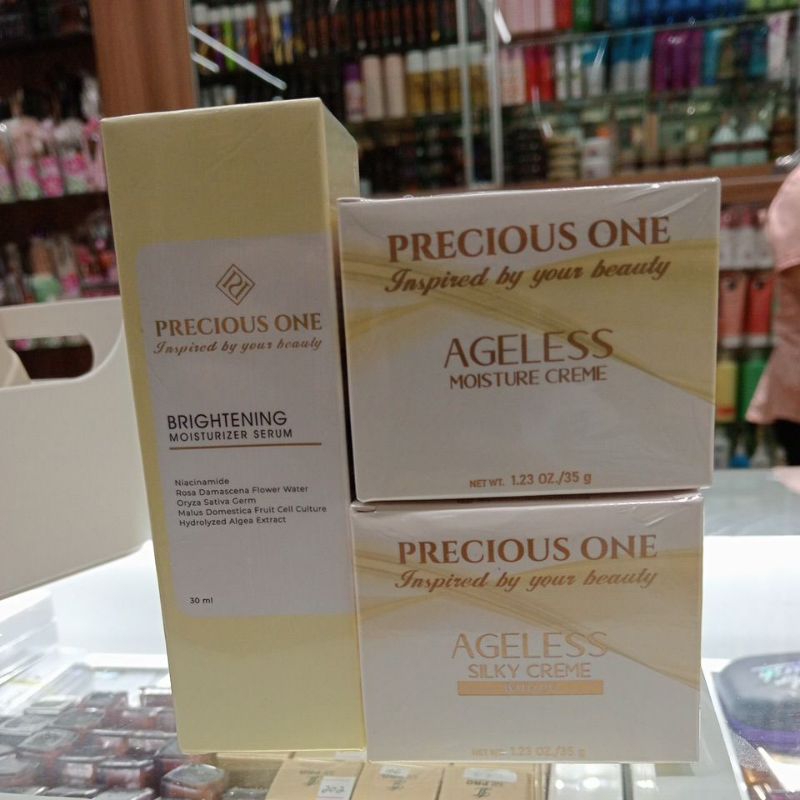 PRECIOUS ONE
Inspired by your beauty
BRIGHTENING
MOISTURIZER SERUM
Niacinamide
Rosa Damascena Flower Water
Oryza Sativa Germ
Malus Domestica Fruit Cell Culture
Hydrolyzed Algea Extract
30 ml
PRECIOUS ONE
Inspired by your beauty
AGELESS
MOISTURE CREME
NET WT. 1.23 OZ./35 g
PRECIOUS ONE
Inspired by your beauty
AGELESS
SILKY CREME
NET WT. 1.23 OZ./35 g